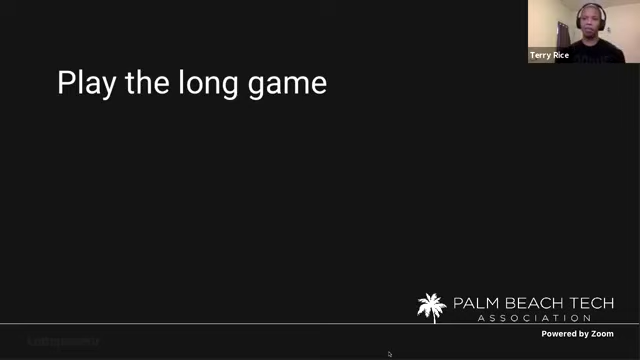 Terry Rice
Play the long game
PALM BEACH TECH
ASSOCIATION
Powered by Zoom